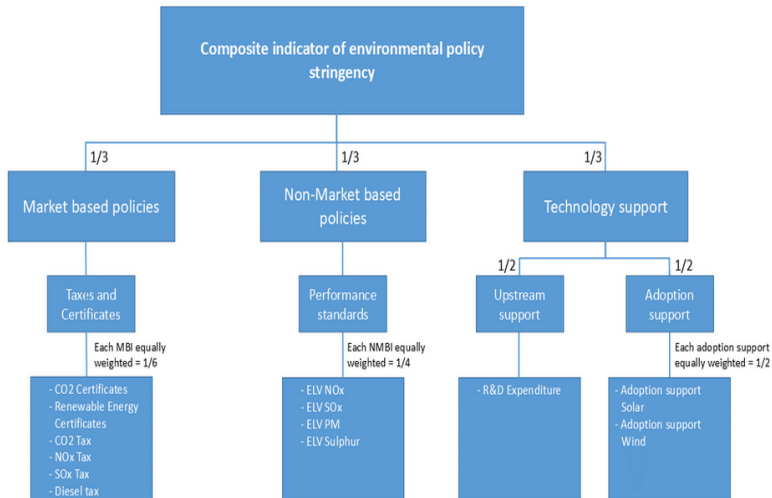 Composite indicator of environmental policy
stringency
1/3
1/3
1/3
Market based policies
Non-Market based
policies
Technology support
1/2
1/2
Taxes and
Certificates
Performance
standards
Upstream
support
Adoption
support
Each MBI equally
weighted = 1/6
Each NMBI equally
weighted = 1/4
Each adoption support
equally weighted = 1/2
- CO2 Certificates
- Renewable Energy
Certificates
- CO2 Tax
- NOx Tax
- SOx Tax
- Diesel tax
- ELV NOx
- ELV SOx
- ELV PM
- ELV Sulphur
- R&D Expenditure
- Adoption support
Solar
- Adoption support
Wind